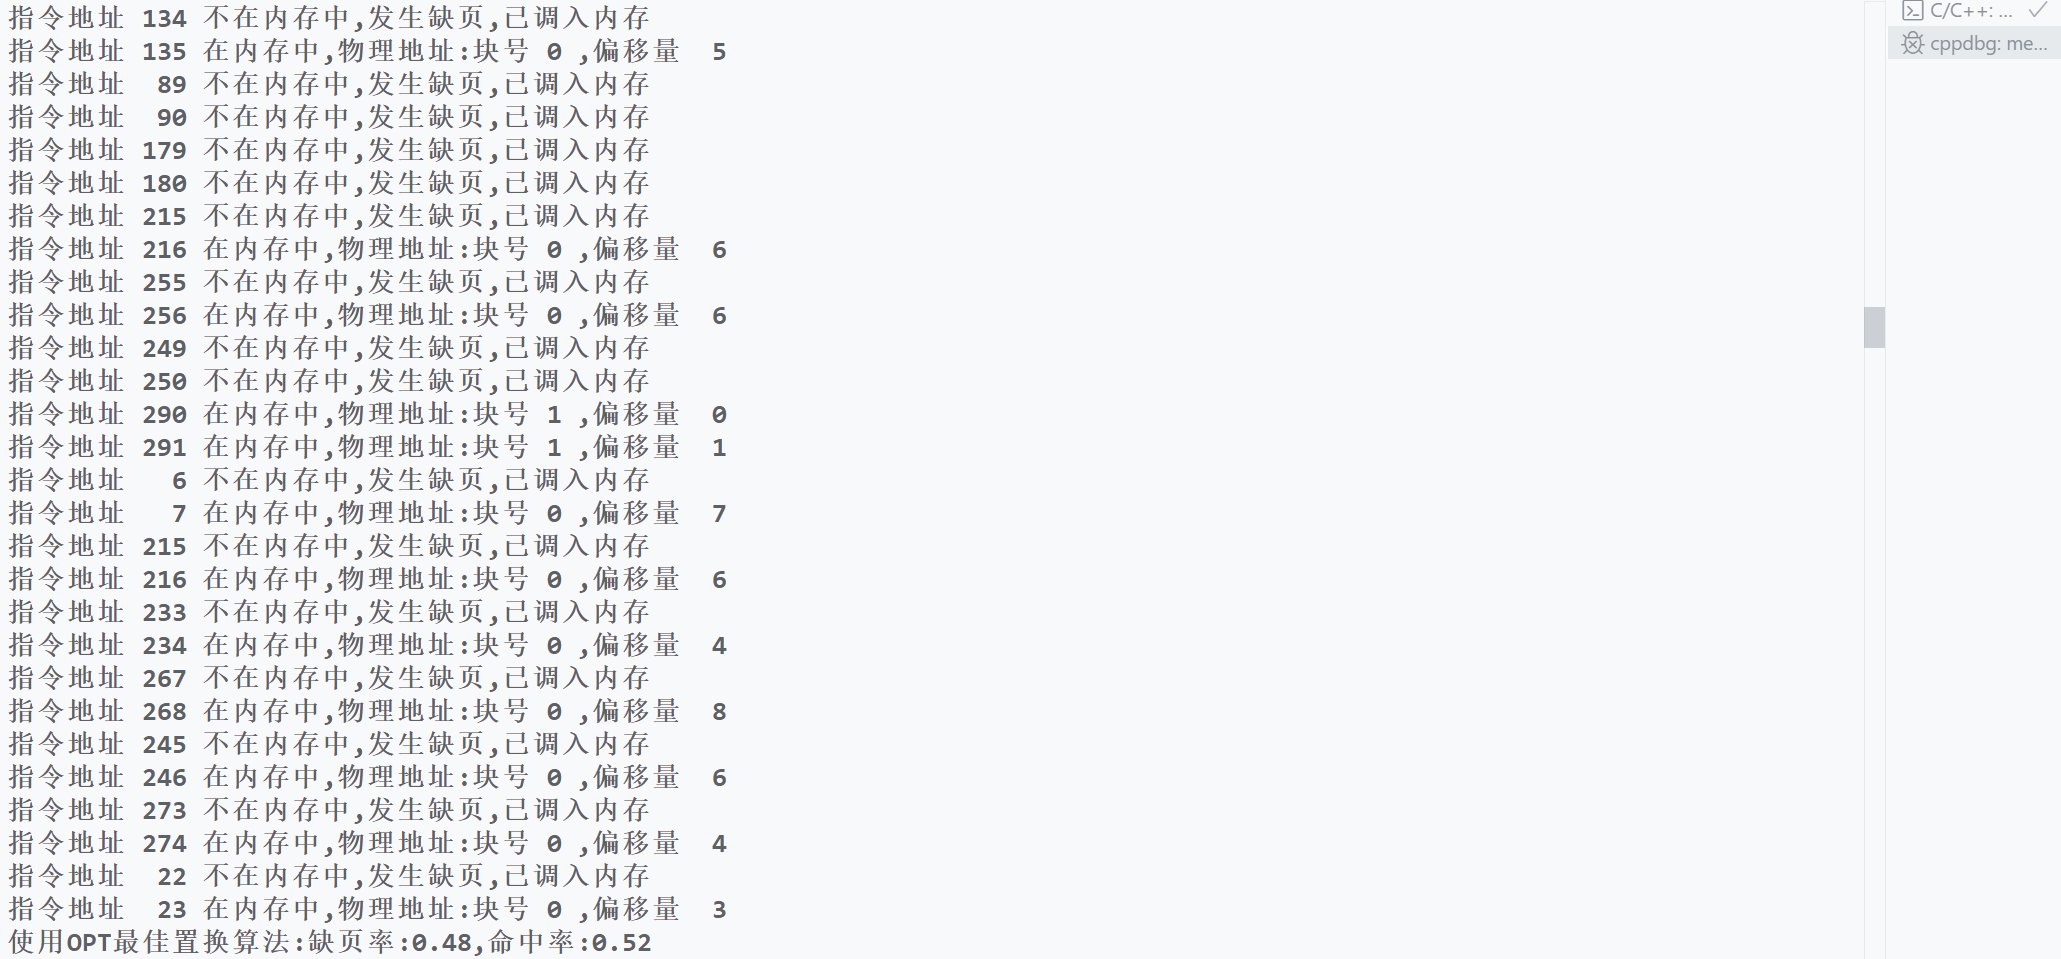 指令地址 134 不在内存中,发生缺页,已调入内存
指令地址 135 在内存中,物理地址:块号 0 ,偏移量  5
指令地址  89 不在内存中,发生缺页,已调入内存
指令地址  90 不在内存中,发生缺页,已调入内存
指令地址 179 不在内存中,发生缺页,已调入内存
指令地址 180 不在内存中,发生缺页,已调入内存
指令地址 215 不在内存中,发生缺页,已调入内存
指令地址 216 在内存中,物理地址:块号 0 ,偏移量  6
指令地址 255 不在内存中,发生缺页,已调入内存
指令地址 256 在内存中,物理地址:块号 0 ,偏移量  6
指令地址 249 不在内存中,发生缺页,已调入内存
指令地址 250 不在内存中,发生缺页,已调入内存
指令地址 290 在内存中,物理地址:块号 1 ,偏移量  0
指令地址 291 在内存中,物理地址:块号 1 ,偏移量  1
指令地址   6 不在内存中,发生缺页,已调入内存
指令地址   7 在内存中,物理地址:块号 0 ,偏移量  7
指令地址 215 不在内存中,发生缺页,已调入内存
指令地址 216 在内存中,物理地址:块号 0 ,偏移量  6
指令地址 233 不在内存中,发生缺页,已调入内存
指令地址 234 在内存中,物理地址:块号 0 ,偏移量  4
指令地址 267 不在内存中,发生缺页,已调入内存
指令地址 268 在内存中,物理地址:块号 0 ,偏移量  8
指令地址 245 不在内存中,发生缺页,已调入内存
指令地址 246 在内存中,物理地址:块号 0 ,偏移量  6
指令地址 273 不在内存中,发生缺页,已调入内存
指令地址 274 在内存中,物理地址:块号 0 ,偏移量  4
指令地址  22 不在内存中,发生缺页,已调入内存
指令地址  23 在内存中,物理地址:块号 0 ,偏移量  3
使用OPT最佳置换算法:缺页率:0.48,命中率:0.52
C/C++: ...
cppdbg: me...